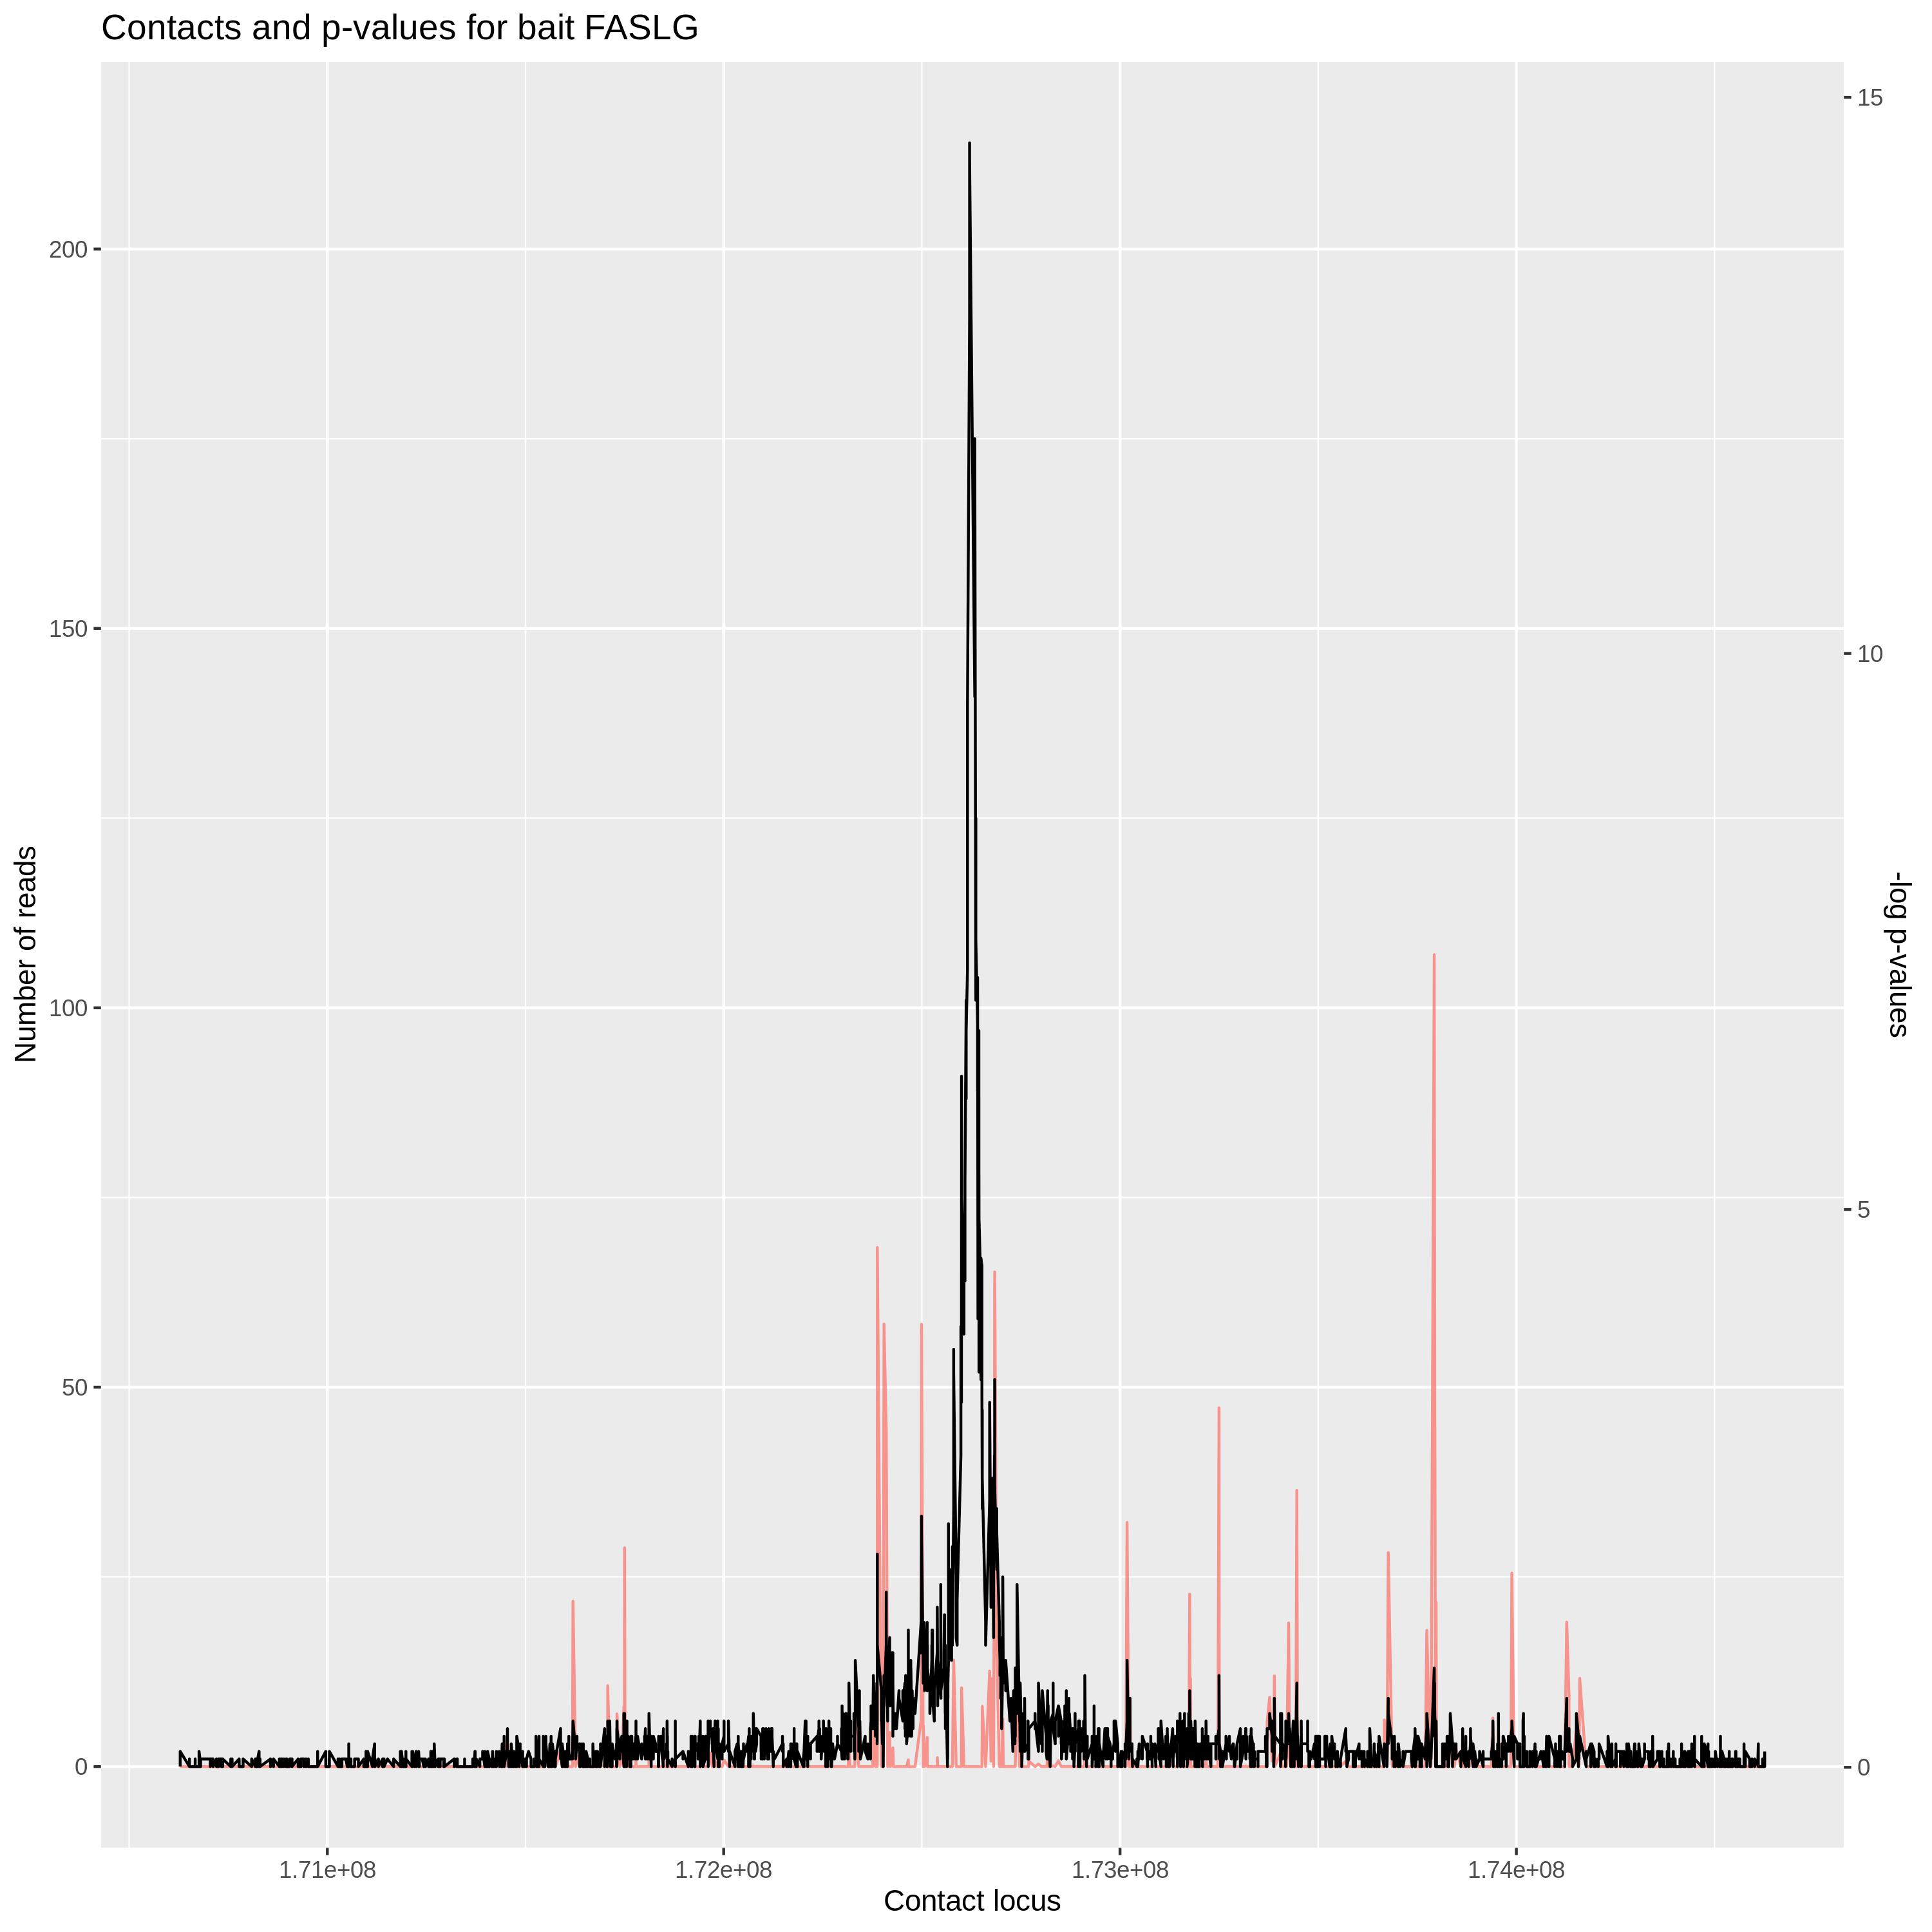 Contacts and p-values for bait FASLG
15
200
150
10
Number of reads
-log p-values
100
5
50
0
0
1.71e+08
1.72e+08
1.73e+08
1.74e+08
Contact locus